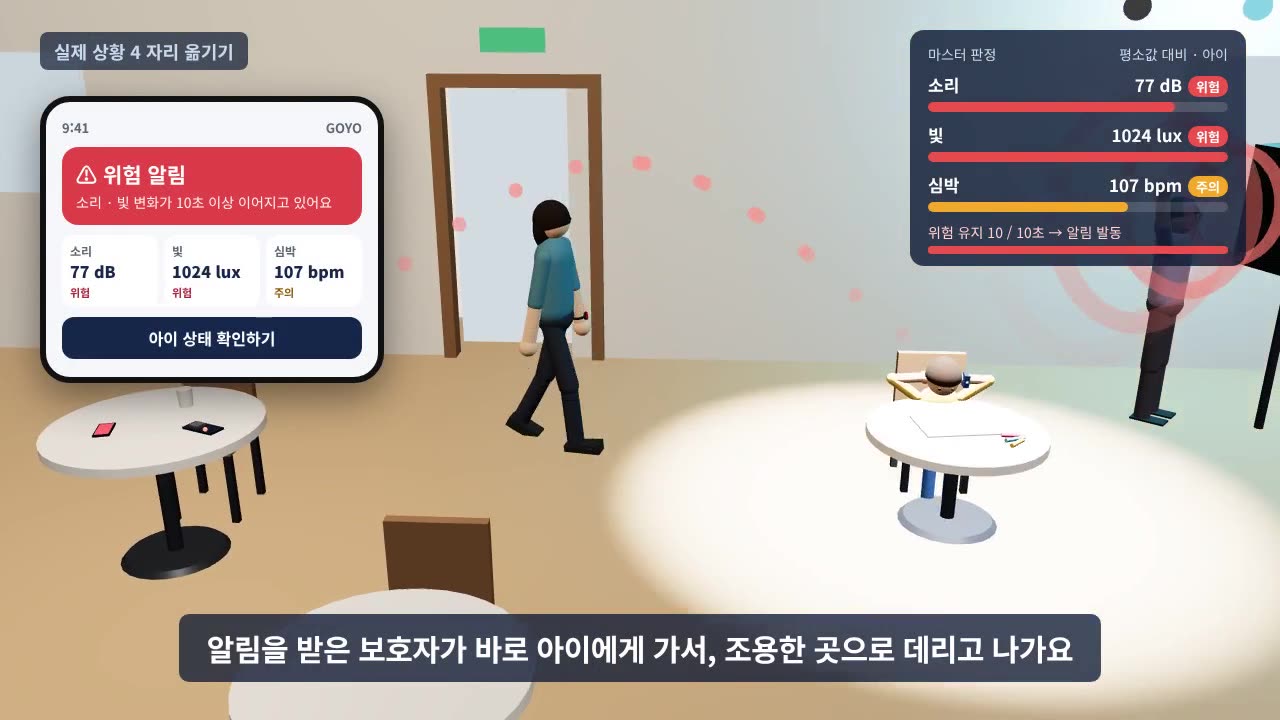 실제 상황 4 자리 옮기기
9:41 GOYO
위험 알림
소리 · 빛 변화가 10초 이상 이어지고 있어요
소리 빛 심박
77 dB 1024 lux 107 bpm
위험 위험 주의
아이 상태 확인하기
마스터 판정 평소값 대비 · 아이
소리 77 dB 위험
빛 1024 lux 위험
심박 107 bpm 주의
위험 유지 10 / 10초 → 알림 발동
알림을 받은 보호자가 바로 아이에게 가서, 조용한 곳으로 데리고 나가요